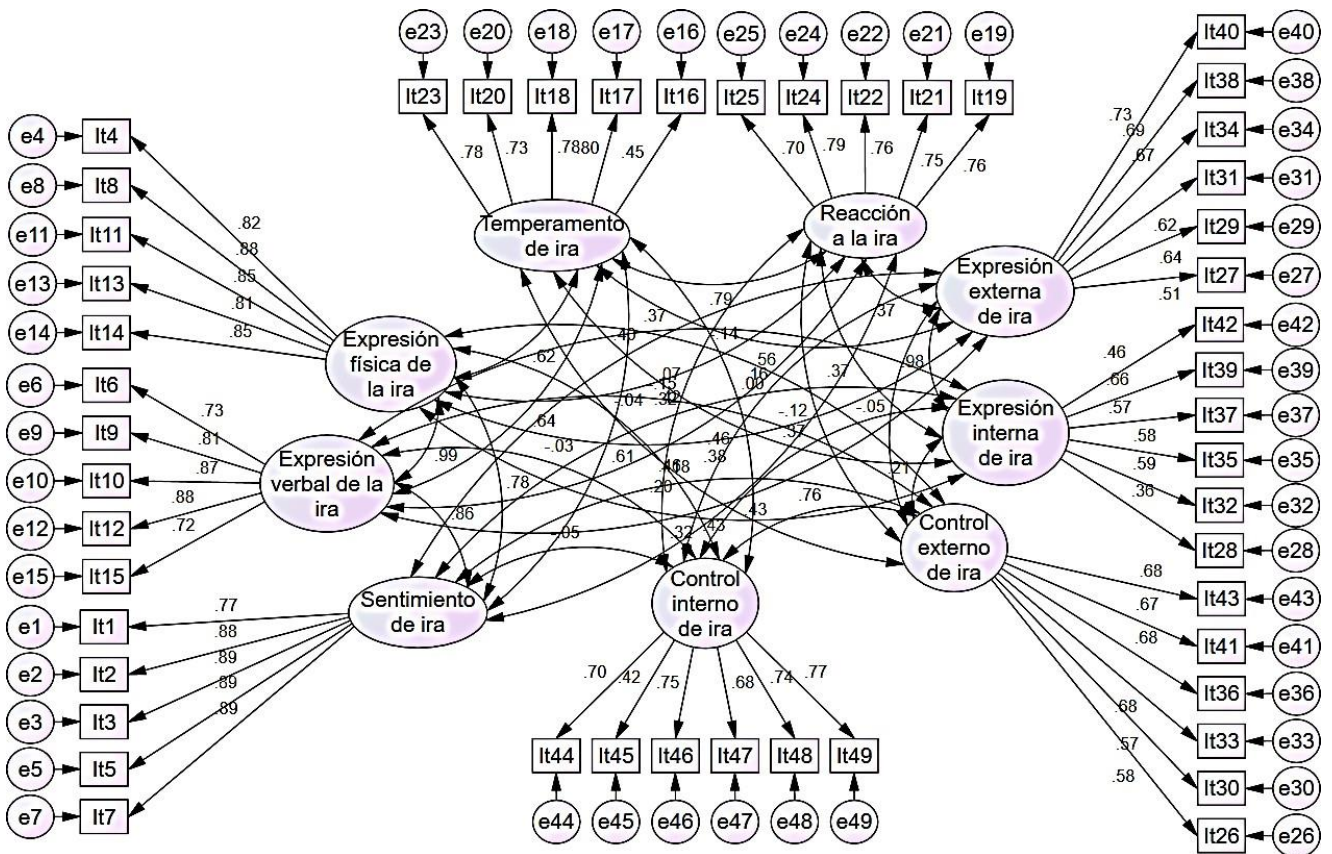 e23 e20 e18 e17 e16 e25 e24 e22 e21 e19
It23 It20 It18 It17 It16 It25 It24 It22 It21 It19
.78 .73 .78 .80 .45 .70 .79 .76 .75 .76
Temperamento
de ira
Reacción
a la ira
e4 It4
e8 It8
e11 It11
e13 It13
e14 It14
.82
.88
.85
.81
.85
Expresión
física de
la ira
e6 It6
e9 It9
e10 It10
e12 It12
e15 It15
.73
.81
.87
.88
.72
Expresión
verbal de la
ira
e1 It1
e2 It2
e3 It3
e5 It5
e7 It7
.77
.88
.89
.89
.89
Sentimiento
de ira
It40 e40
It38 e38
It34 e34
It31 e31
It29 e29
It27 e27
.73
.69
.67
.62
.64
.51
Expresión
externa
de ira
It42 e42
It39 e39
It37 e37
It35 e35
It32 e32
It28 e28
.46
.66
.57
.58
.59
.36
Expresión
interna
de ira
It43 e43
It41 e41
It36 e36
It33 e33
It30 e30
It26 e26
.68
.67
.68
.68
.57
.58
Control
externo
de ira
.79
.37
.14
.37
.40
.62
.56
.98
.07
.16
.00
.37
-.15
-.04
-.12
-.05
.64
.46
.37
-.03
.61
.38
.99
.78
.18
.21
.20
.76
.86
.43
-.05
.32
.43
Control
interno
de ira
.70 .42 .75 .68 .74 .77
It44 It45 It46 It47 It48 It49
e44 e45 e46 e47 e48 e49